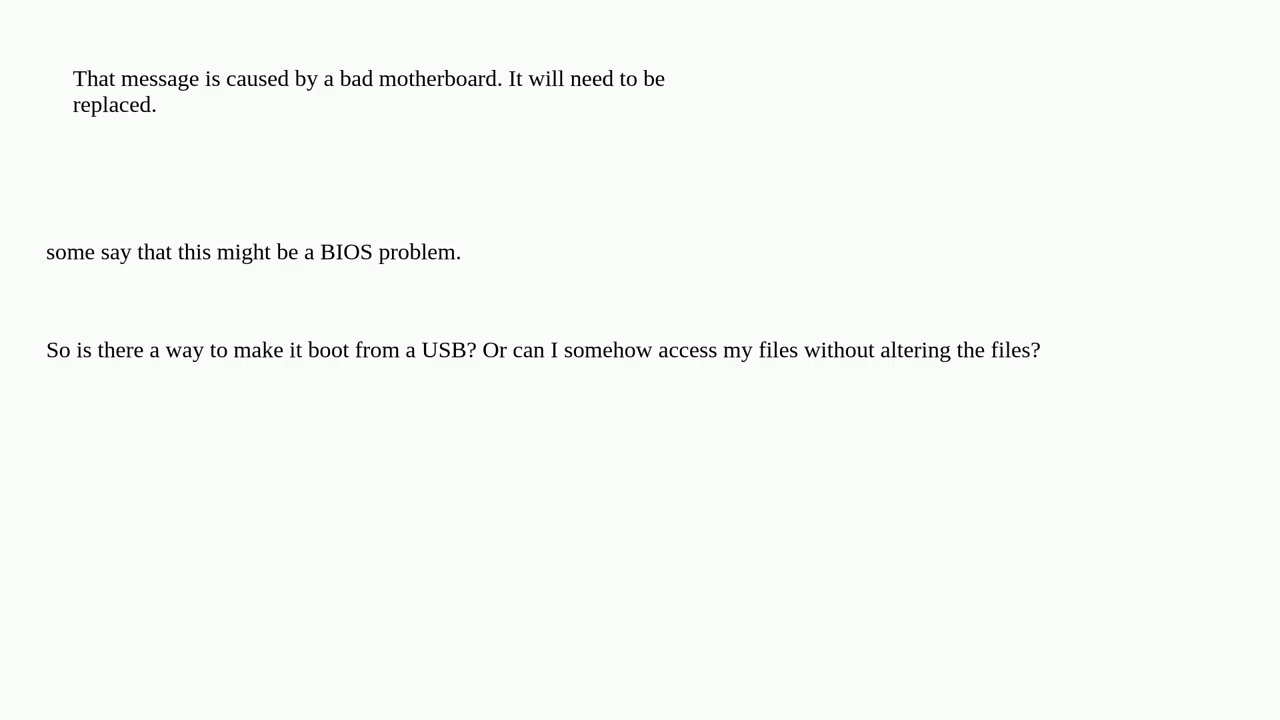 That message is caused by a bad motherboard. It will need to be
replaced.
some say that this might be a BIOS problem.
So is there a way to make it boot from a USB? Or can I somehow access my files without altering the files?